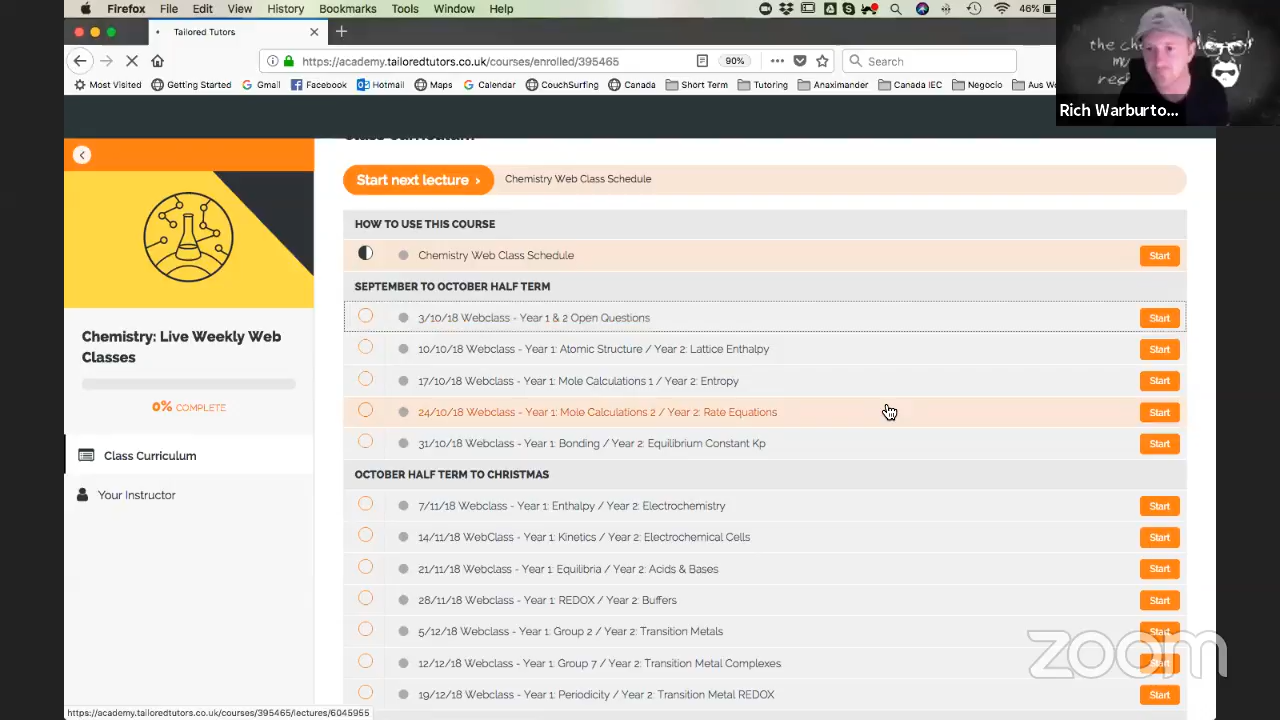 Firefox File Edit View History Bookmarks Tools Window Help 46%
Tailored Tutors
https://academy.tailoredtutors.co.uk/courses/enrolled/395465 90% Search
Most Visited Getting Started Gmail Facebook Hotmail Maps Calendar CouchSurfing Canada Short Term Tutoring Anaximander Canada IEC Negocio Aus
Rich Warburto...
Class Curriculum
Start next lecture › Chemistry Web Class Schedule
HOW TO USE THIS COURSE
Chemistry Web Class Schedule Start
SEPTEMBER TO OCTOBER HALF TERM
3/10/18 Webclass - Year 1 & 2 Open Questions Start
10/10/18 Webclass - Year 1: Atomic Structure / Year 2: Lattice Enthalpy Start
17/10/18 Webclass - Year 1: Mole Calculations 1 / Year 2: Entropy Start
24/10/18 Webclass - Year 1: Mole Calculations 2 / Year 2: Rate Equations Start
31/10/18 Webclass - Year 1: Bonding / Year 2: Equilibrium Constant Kp Start
OCTOBER HALF TERM TO CHRISTMAS
7/11/18 Webclass - Year 1: Enthalpy / Year 2: Electrochemistry Start
14/11/18 WebClass - Year 1: Kinetics / Year 2: Electrochemical Cells Start
21/11/18 Webclass - Year 1: Equilibria / Year 2: Acids & Bases Start
28/11/18 Webclass - Year 1: REDOX / Year 2: Buffers Start
5/12/18 Webclass - Year 1: Group 2 / Year 2: Transition Metals Start
12/12/18 Webclass - Year 1: Group 7 / Year 2: Transition Metal Complexes Start
19/12/18 Webclass - Year 1: Periodicity / Year 2: Transition Metal REDOX Start
Chemistry: Live Weekly Web
Classes
0% COMPLETE
Class Curriculum
Your Instructor
zoom
https://academy.tailoredtutors.co.uk/courses/395465/lectures/6045955